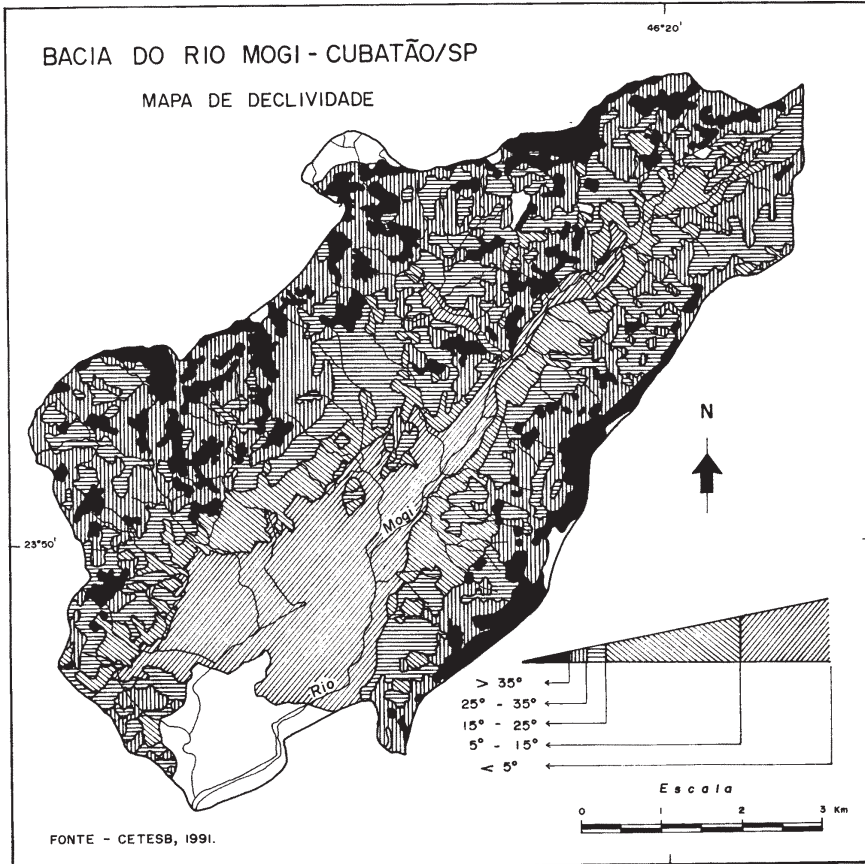 46°20'
BACIA DO RIO MOGI - CUBATÃO/SP
MAPA DE DECLIVIDADE
N
Mogi
23°50'
Rio
> 35°
25° - 35°
15° - 25°
5° - 15°
< 5°
Escala
0 1 2 3 Km
FONTE - CETESB, 1991.